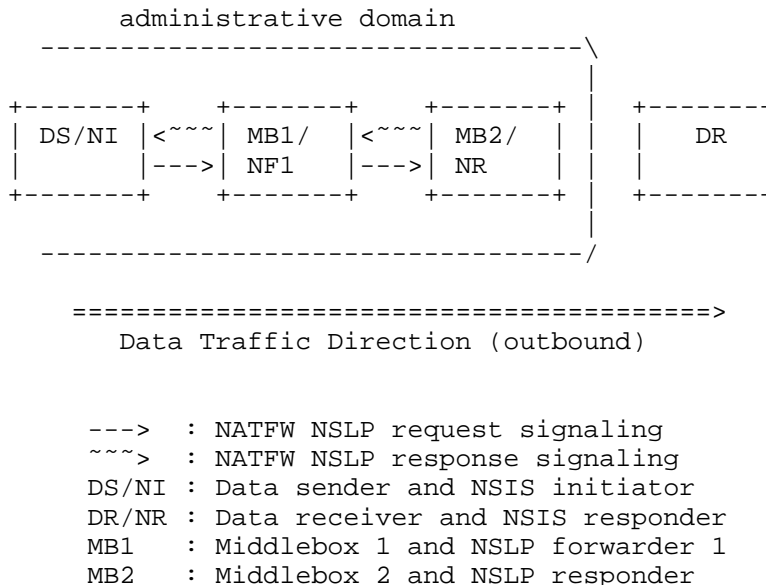 administrative domain
----------------------------------\
|
+-------+    +-------+    +-------+ |  +--------
| DS/NI |<~~~| MB1/  |<~~~| MB2/  | |  |   DR
|       |--->| NF1   |--->| NR    | |  |
+-------+    +-------+    +-------+ |  +--------
|
----------------------------------/
========================================>
Data Traffic Direction (outbound)
---> : NATFW NSLP request signaling
~~~> : NATFW NSLP response signaling
DS/NI : Data sender and NSIS initiator
DR/NR : Data receiver and NSIS responder
MB1 : Middlebox 1 and NSLP forwarder 1
MB2 : Middlebox 2 and NSLP responder